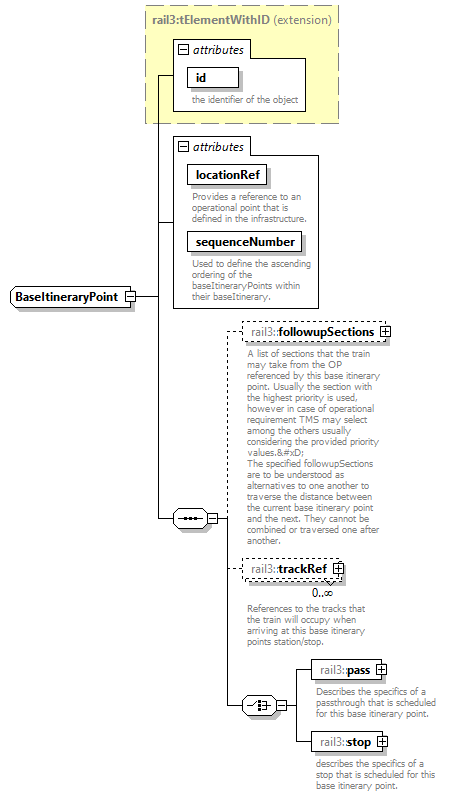 rail3:tElementWithID (extension)
attributes
id
the identifier of the object
attributes
locationRef
Provides a reference to an
operational point that is
defined in the infrastructure.
sequenceNumber
Used to define the ascending
ordering of the
baseItineraryPoints within
their baseItinerary.
BaseItineraryPoint
rail3::followupSections
A list of sections that the train
may take from the OP
referenced by this base itinerary
point. Usually the section with
the highest priority is used,
however in case of operational
requirement TMS may select
among the others usually
considering the provided priority
values.&#xD;
The specified followupSections
are to be understood as
alternatives to one another to
traverse the distance between
the current base itinerary point
and the next. They cannot be
combined or traversed one after
another.
rail3::trackRef
0..∞
References to the tracks that
the train will occupy when
arriving at this base itinerary
points station/stop.
rail3::pass
Describes the specifics of a
passthrough that is scheduled
for this base itinerary point.
rail3::stop
describes the specifics of a
stop that is scheduled for this
base itinerary point.